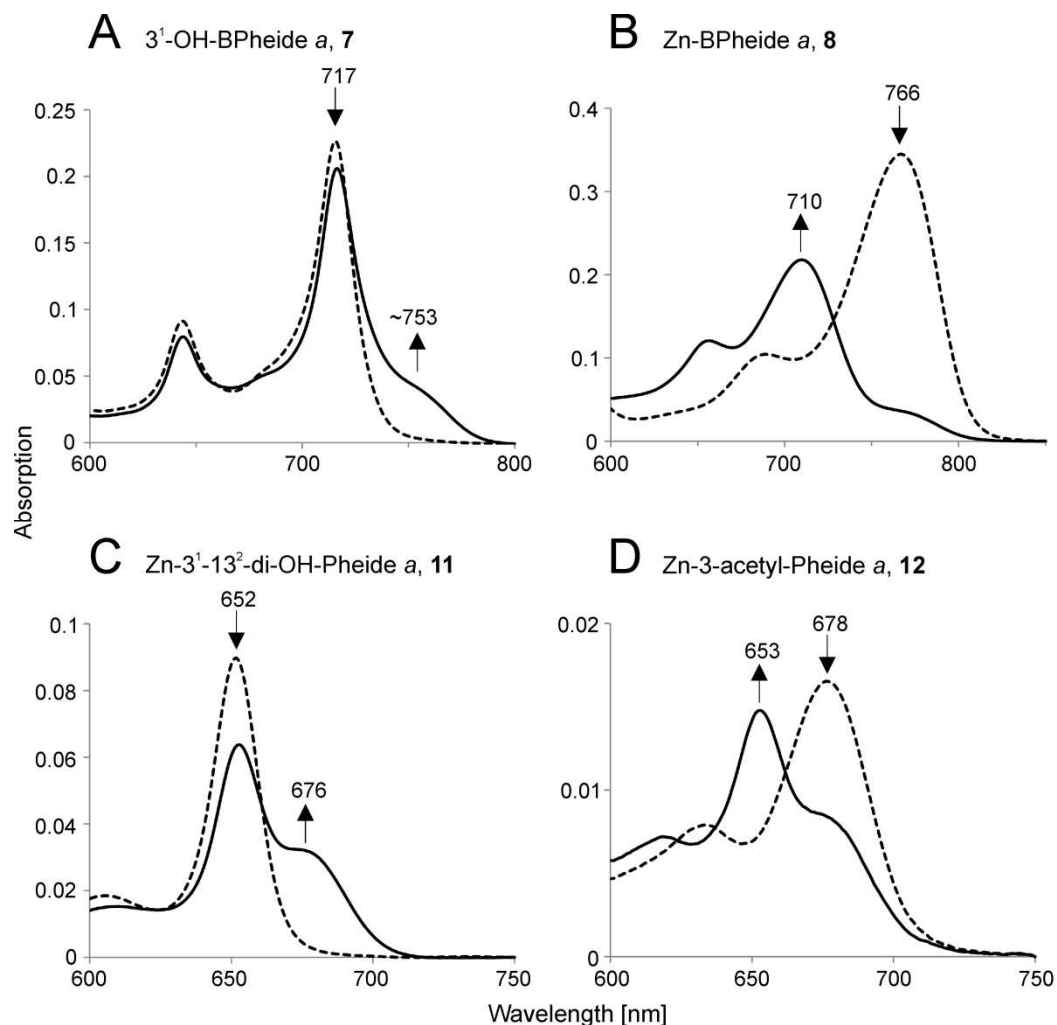 A 3¹-OH-BPheide a, 7
717
~753
0.25
0.2
0.15
0.1
0.05
0
600 700 800
B Zn-BPheide a, 8
766
710
0.4
0.3
0.2
0.1
0
600 700 800
Absorption
C Zn-3¹-13²-di-OH-Pheide a, 11
652
676
0.1
0.08
0.06
0.04
0.02
0
600 650 700 750
D Zn-3-acetyl-Pheide a, 12
653
678
0.02
0.01
0
600 650 700 750
Wavelength [nm]